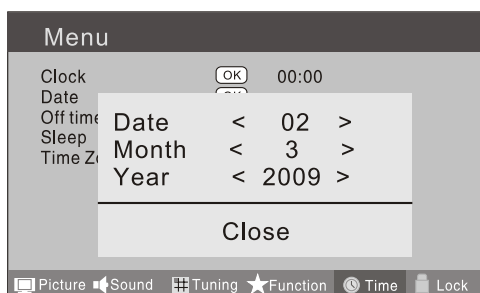 Menu
Clock OK 00:00
Date
Off time
Sleep
Time Z
Date < 02 >
Month < 3 >
Year < 2009 >
Close
Picture Sound Tuning Function Time Lock